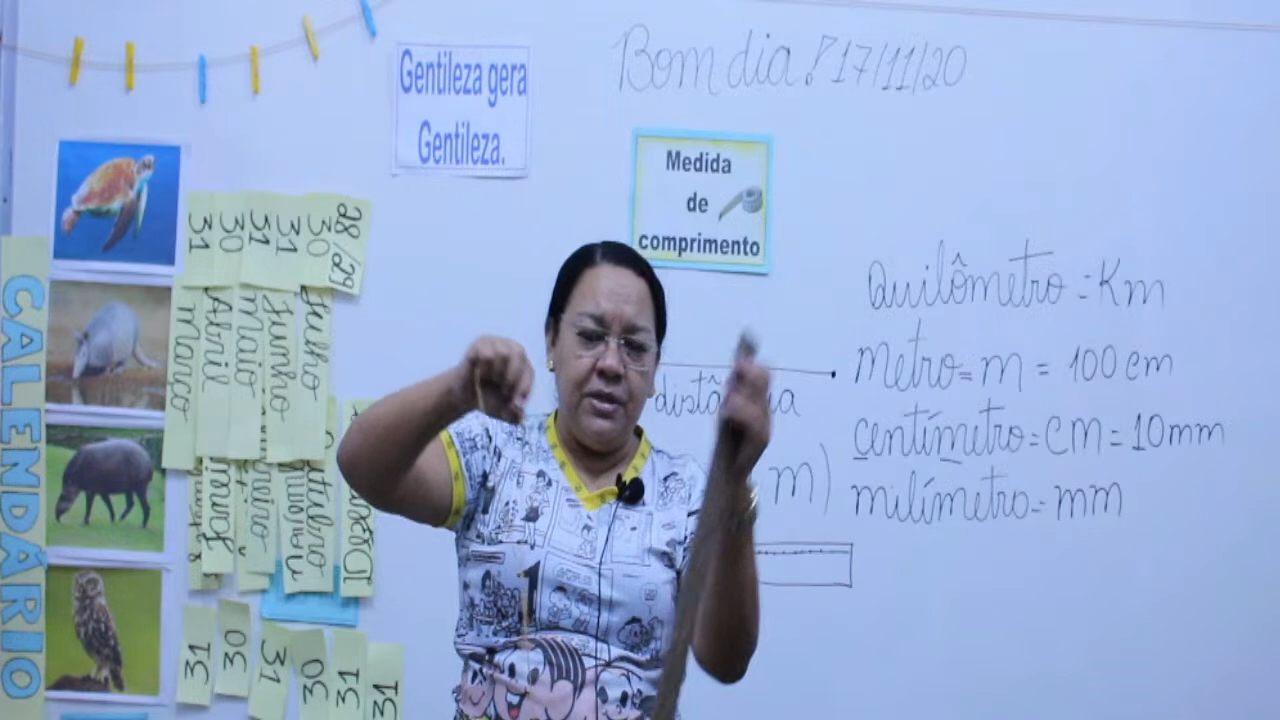 Bom dia! 17/11/20
Gentileza gera
Gentileza.
Medida
de
comprimento
Quilômetro = Km
metro = m = 100 cm
centímetro = cm = 10mm
milímetro = mm
distância
m)
CALENDÁRIO
31
30
31
31
30
28/29
março
Abril
maio
Junho
Julho
31
30
31
30
31
31